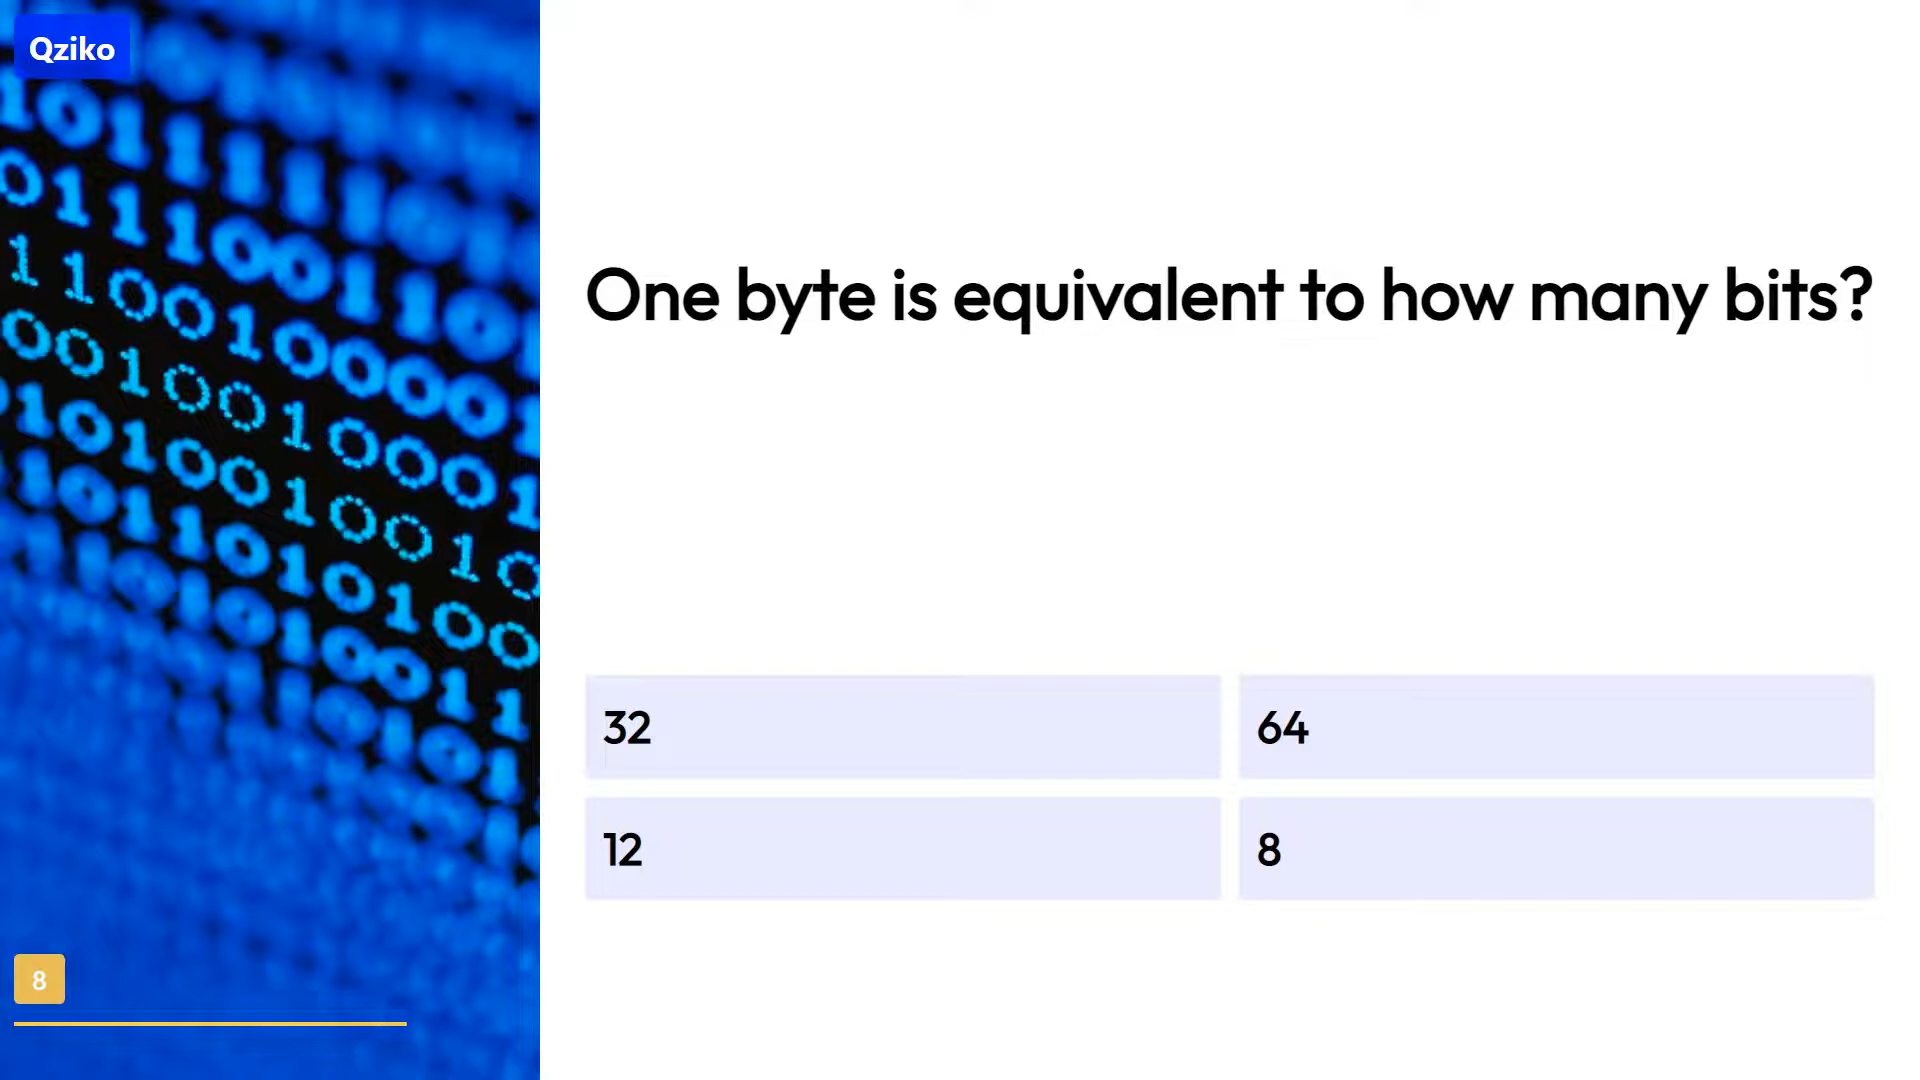 Qziko
One byte is equivalent to how many bits?
32
64
12
8
8